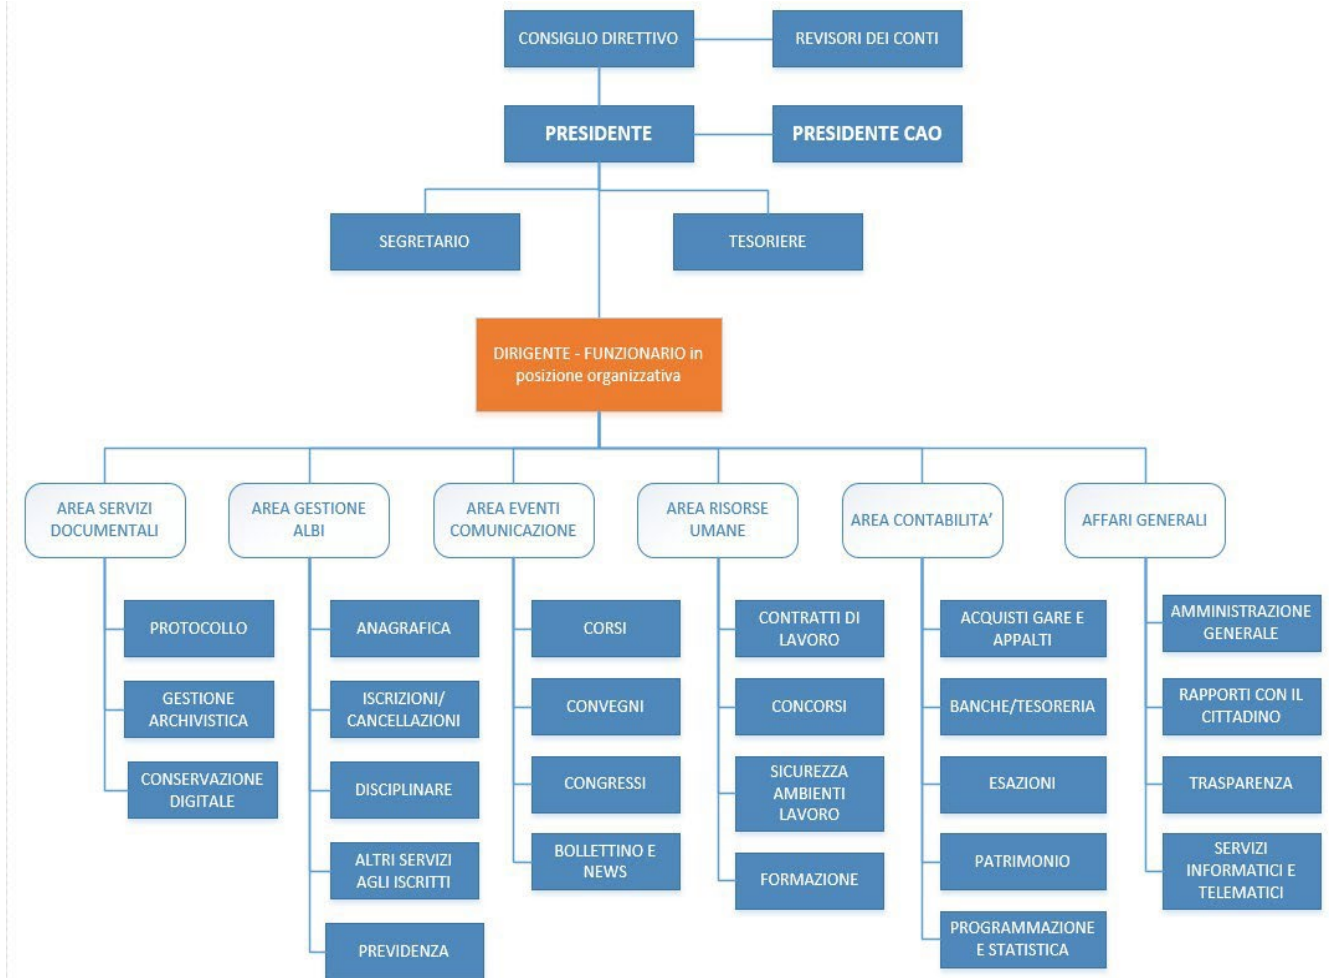 CONSIGLIO DIRETTIVO
REVISORI DEI CONTI
PRESIDENTE
PRESIDENTE CAO
SEGRETARIO
TESORIERE
DIRIGENTE - FUNZIONARIO in
posizione organizzativa
AREA SERVIZI
DOCUMENTALI
AREA GESTIONE
ALBI
AREA EVENTI
COMUNICAZIONE
AREA RISORSE
UMANE
AREA CONTABILITA'
AFFARI GENERALI
PROTOCOLLO
GESTIONE
ARCHIVISTICA
CONSERVAZIONE
DIGITALE
ANAGRAFICA
ISCRIZIONI/
CANCELLAZIONI
DISCIPLINARE
ALTRI SERVIZI
AGLI ISCRITTI
PREVIDENZA
CORSI
CONVEGNI
CONGRESSI
BOLLETTINO E
NEWS
CONTRATTI DI
LAVORO
CONCORSI
SICUREZZA
AMBIENTI
LAVORO
FORMAZIONE
ACQUISTI GARE E
APPALTI
BANCHE/TESORERIA
ESAZIONI
PATRIMONIO
PROGRAMMAZIONE
E STATISTICA
AMMINISTRAZIONE
GENERALE
RAPPORTI CON IL
CITTADINO
TRASPARENZA
SERVIZI
INFORMATICI E
TELEMATICI